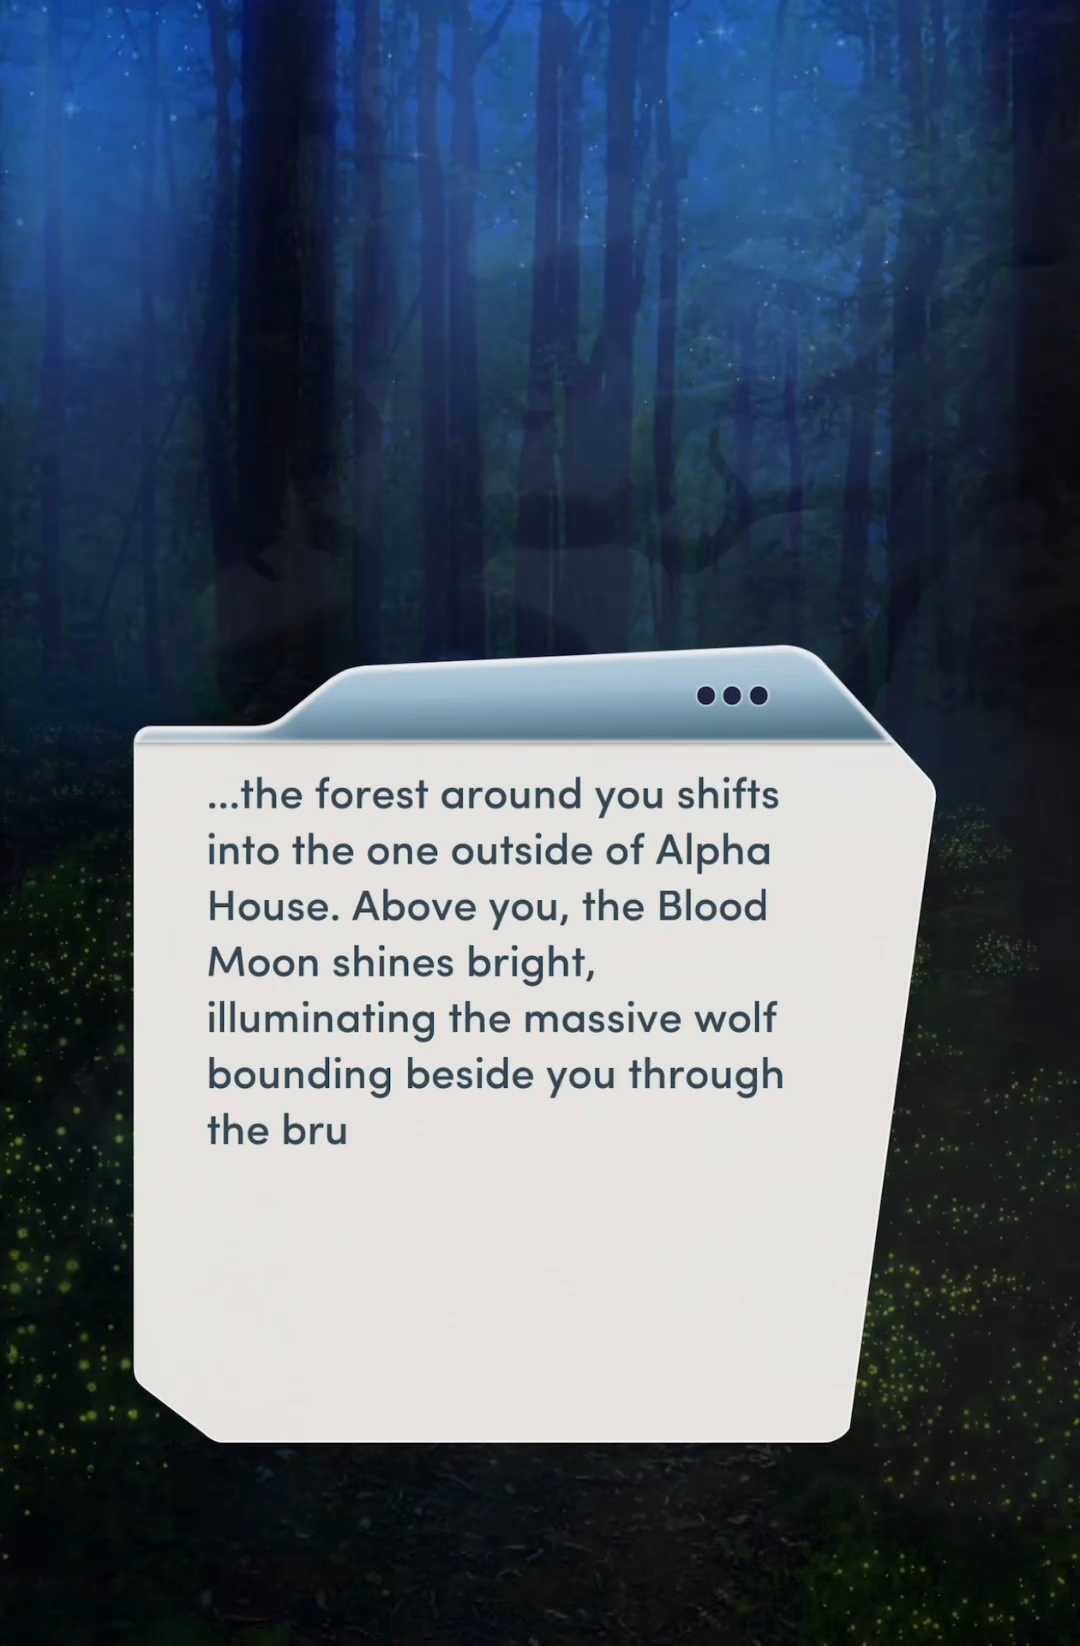 ...the forest around you shifts
into the one outside of Alpha
House. Above you, the Blood
Moon shines bright,
illuminating the massive wolf
bounding beside you through
the bru